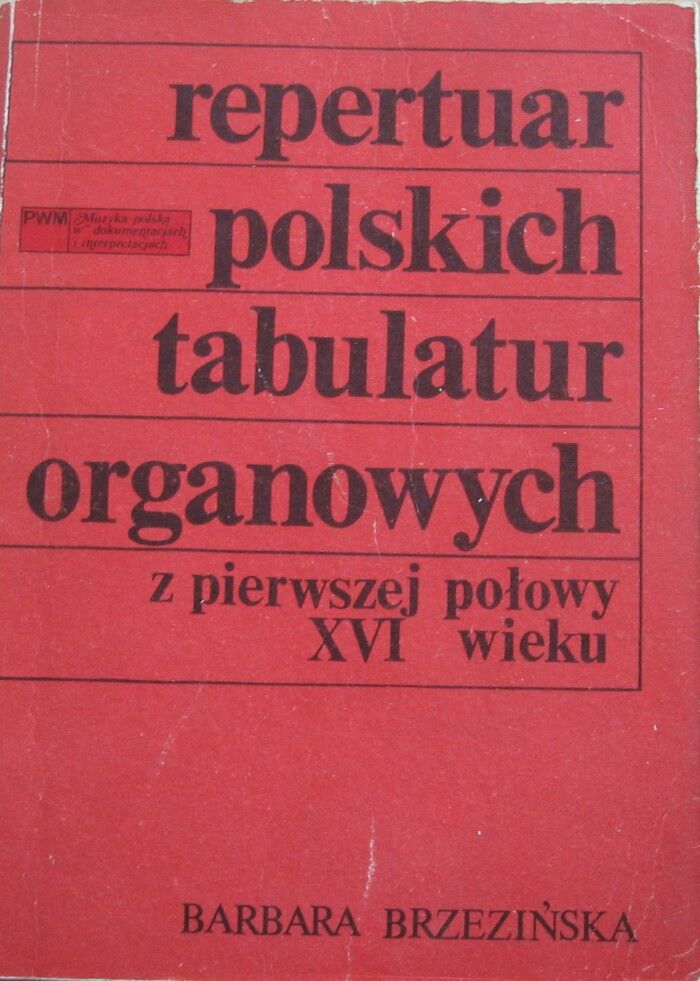 repertuar
PWM
Muzyka polska
w dokumentacjach
i interpretacjach
polskich
tabulatur
organowych
z pierwszej połowy
XVI wieku
BARBARA BRZEZIŃSKA